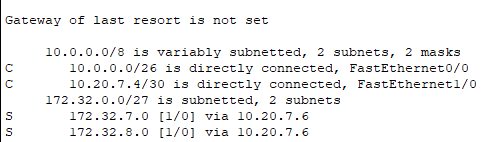 Gateway of last resort is not set
10.0.0.0/8 is variably subnetted, 2 subnets, 2 masks
C 10.0.0.0/26 is directly connected, FastEthernet0/0
C 10.20.7.4/30 is directly connected, FastEthernet1/0
172.32.0.0/27 is subnetted, 2 subnets
S 172.32.7.0 [1/0] via 10.20.7.6
S 172.32.8.0 [1/0] via 10.20.7.6